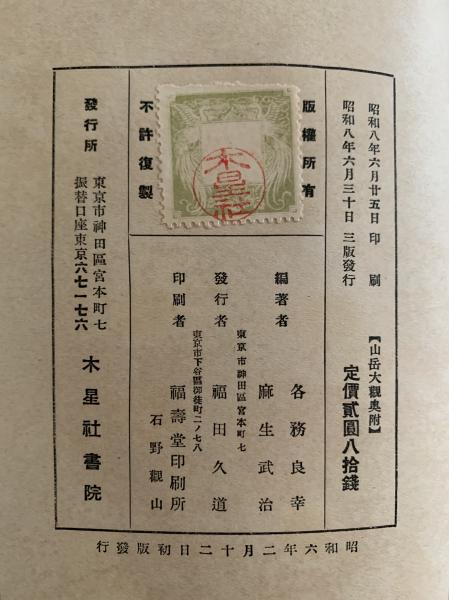 昭和八年六月廿五日印刷
昭和八年六月三十日三版發行
【山岳大觀奧附】
定價貳圓八拾錢
版權所有
不許復製
木星社
編著者
各務良幸
麻生武治
東京市神田區宮本町七
發行者 福田久道
東京市下谷區御徒町二ノ七八
印刷者 福壽堂印刷所
石野觀山
發行所
東京市神田區宮本町七
振替口座東京六七一七六
木星社書院
昭和六年二月十二日初版發行